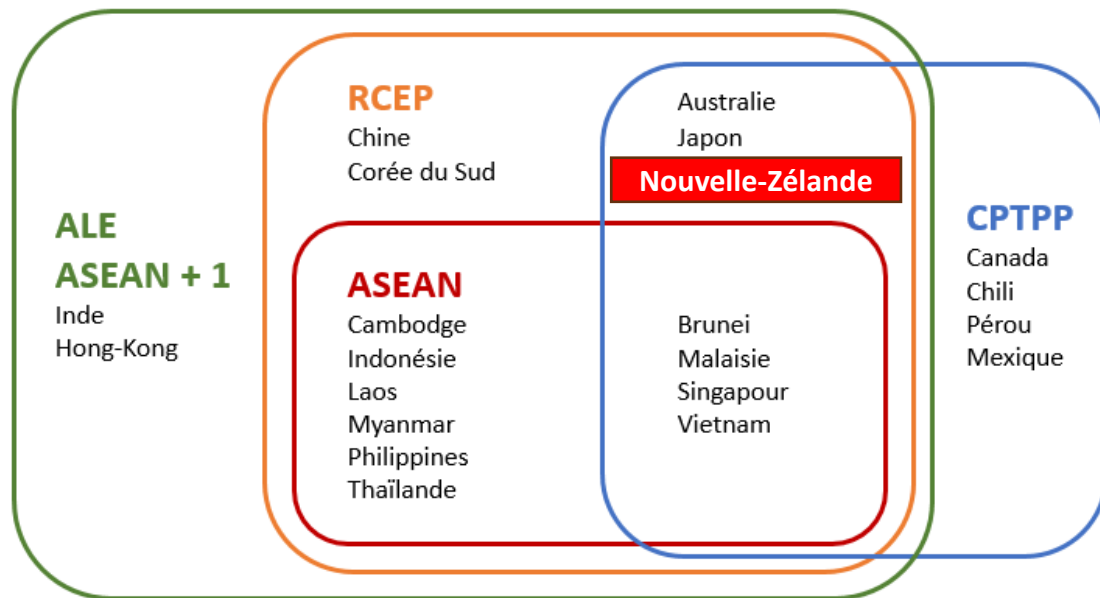 RCEP
Chine
Corée du Sud
Australie
Japon
Nouvelle-Zélande
ALE
ASEAN + 1
Inde
Hong-Kong
ASEAN
Cambodge
Indonésie
Laos
Myanmar
Philippines
Thaïlande
Brunei
Malaisie
Singapour
Vietnam
CPTPP
Canada
Chili
Pérou
Mexique